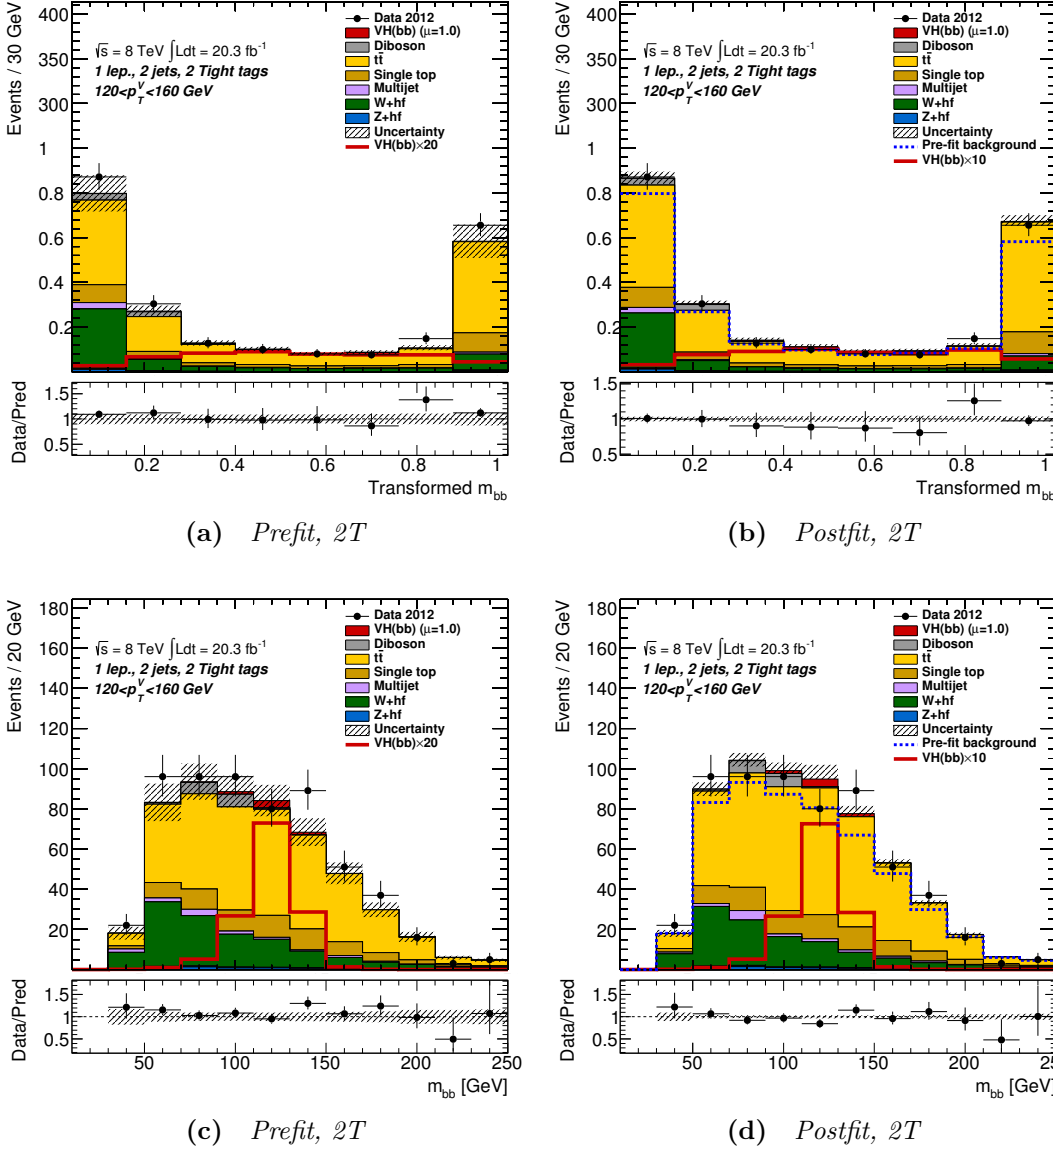 Events / 30 GeV
400
300
1
0.8
0.6
0.4
0.2
√s = 8 TeV ∫Ldt = 20.3 fb⁻¹
1 lep., 2 jets, 2 Tight tags
120<p_T^V<160 GeV
Data 2012
VH(bb) (μ=1.0)
Diboson
tt̄
Single top
Multijet
W+hf
Z+hf
Uncertainty
VH(bb)×20
Data/Pred
1.5
1
0.5
0.2 0.4 0.6 0.8 1
Transformed m_bb
(a) Prefit, 2T
Events / 30 GeV
400
300
1
0.8
0.6
0.4
0.2
√s = 8 TeV ∫Ldt = 20.3 fb⁻¹
1 lep., 2 jets, 2 Tight tags
120<p_T^V<160 GeV
Data 2012
VH(bb) (μ=1.0)
Diboson
tt̄
Single top
Multijet
W+hf
Z+hf
Uncertainty
Pre-fit background
VH(bb)×10
Data/Pred
1.5
1
0.5
0.2 0.4 0.6 0.8 1
Transformed m_bb
(b) Postfit, 2T
Events / 20 GeV
180
160
140
120
100
80
60
40
20
√s = 8 TeV ∫Ldt = 20.3 fb⁻¹
1 lep., 2 jets, 2 Tight tags
120<p_T^V<160 GeV
Data 2012
VH(bb) (μ=1.0)
Diboson
tt̄
Single top
Multijet
W+hf
Z+hf
Uncertainty
VH(bb)×20
Data/Pred
1.5
1
0.5
50 100 150 200 250
m_bb [GeV]
(c) Prefit, 2T
Events / 20 GeV
180
160
140
120
100
80
60
40
20
√s = 8 TeV ∫Ldt = 20.3 fb⁻¹
1 lep., 2 jets, 2 Tight tags
120<p_T^V<160 GeV
Data 2012
VH(bb) (μ=1.0)
Diboson
tt̄
Single top
Multijet
W+hf
Z+hf
Uncertainty
Pre-fit background
VH(bb)×10
Data/Pred
1.5
1
0.5
50 100 150 200 250
m_bb [GeV]
(d) Postfit, 2T